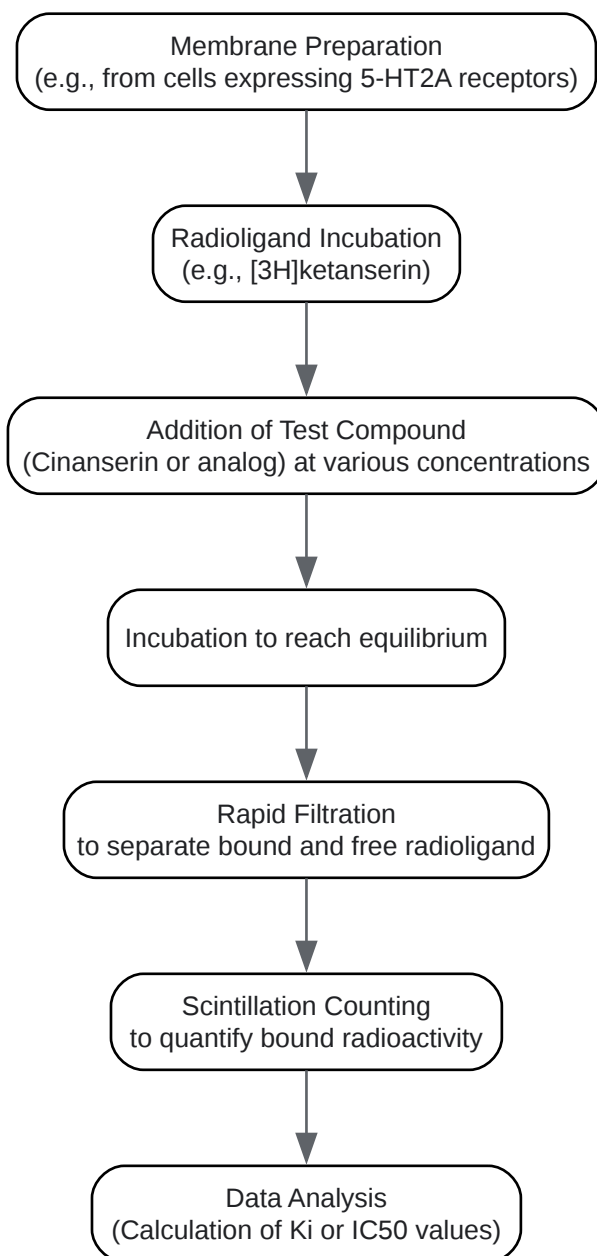 Membrane Preparation
(e.g., from cells expressing 5-HT2A receptors)
Radioligand Incubation
(e.g., [3H]ketanserin)
Addition of Test Compound
(Cinanserin or analog) at various concentrations
Incubation to reach equilibrium
Rapid Filtration
to separate bound and free radioligand
Scintillation Counting
to quantify bound radioactivity
Data Analysis
(Calculation of Ki or IC50 values)